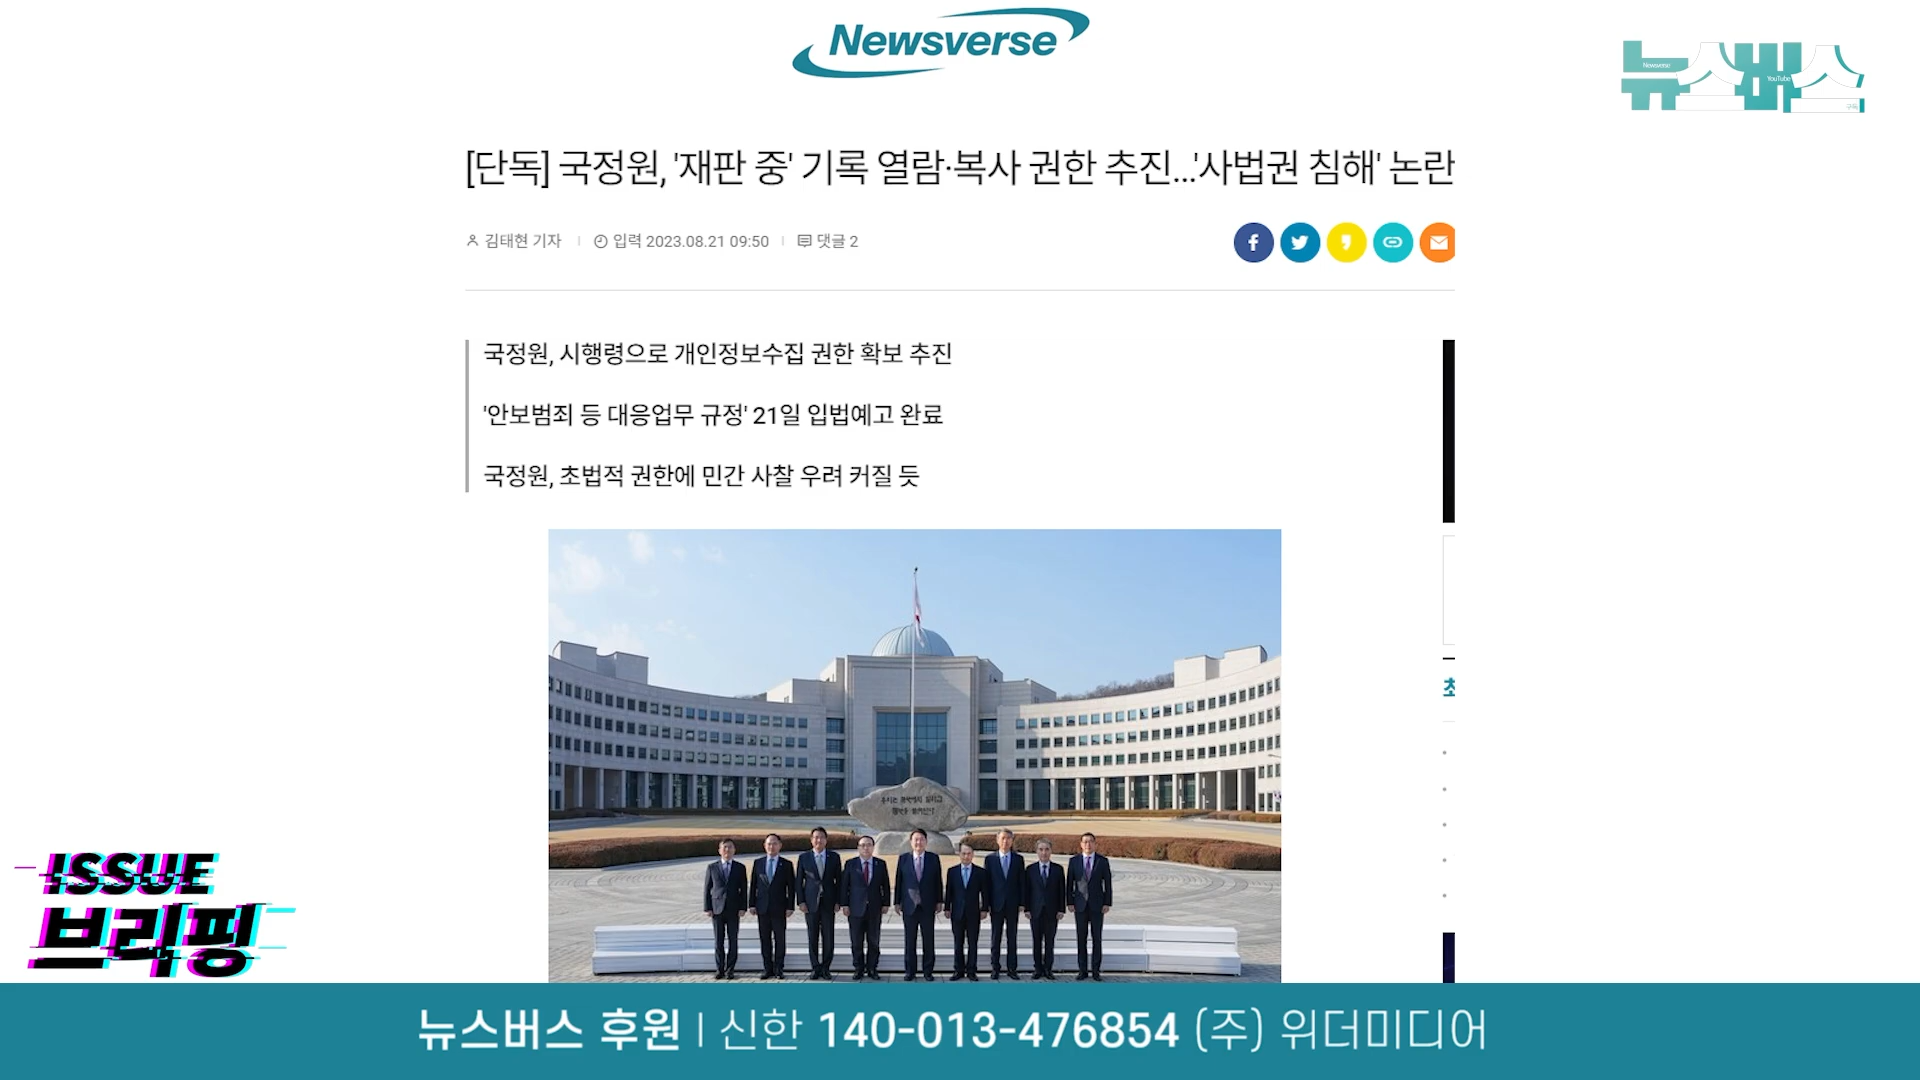 Newsverse
뉴스버스
Newsverse
YouTube
구독
[단독] 국정원, '재판 중' 기록 열람·복사 권한 추진...'사법권 침해' 논란
김태현 기자
입력 2023.08.21 09:50
댓글 2
국정원, 시행령으로 개인정보수집 권한 확보 추진
'안보범죄 등 대응업무 규정' 21일 입법예고 완료
국정원, 초법적 권한에 민간 사찰 우려 커질 듯
최
ISSUE
브리핑
뉴스버스 후원 | 신한 140-013-476854 (주) 위더미디어